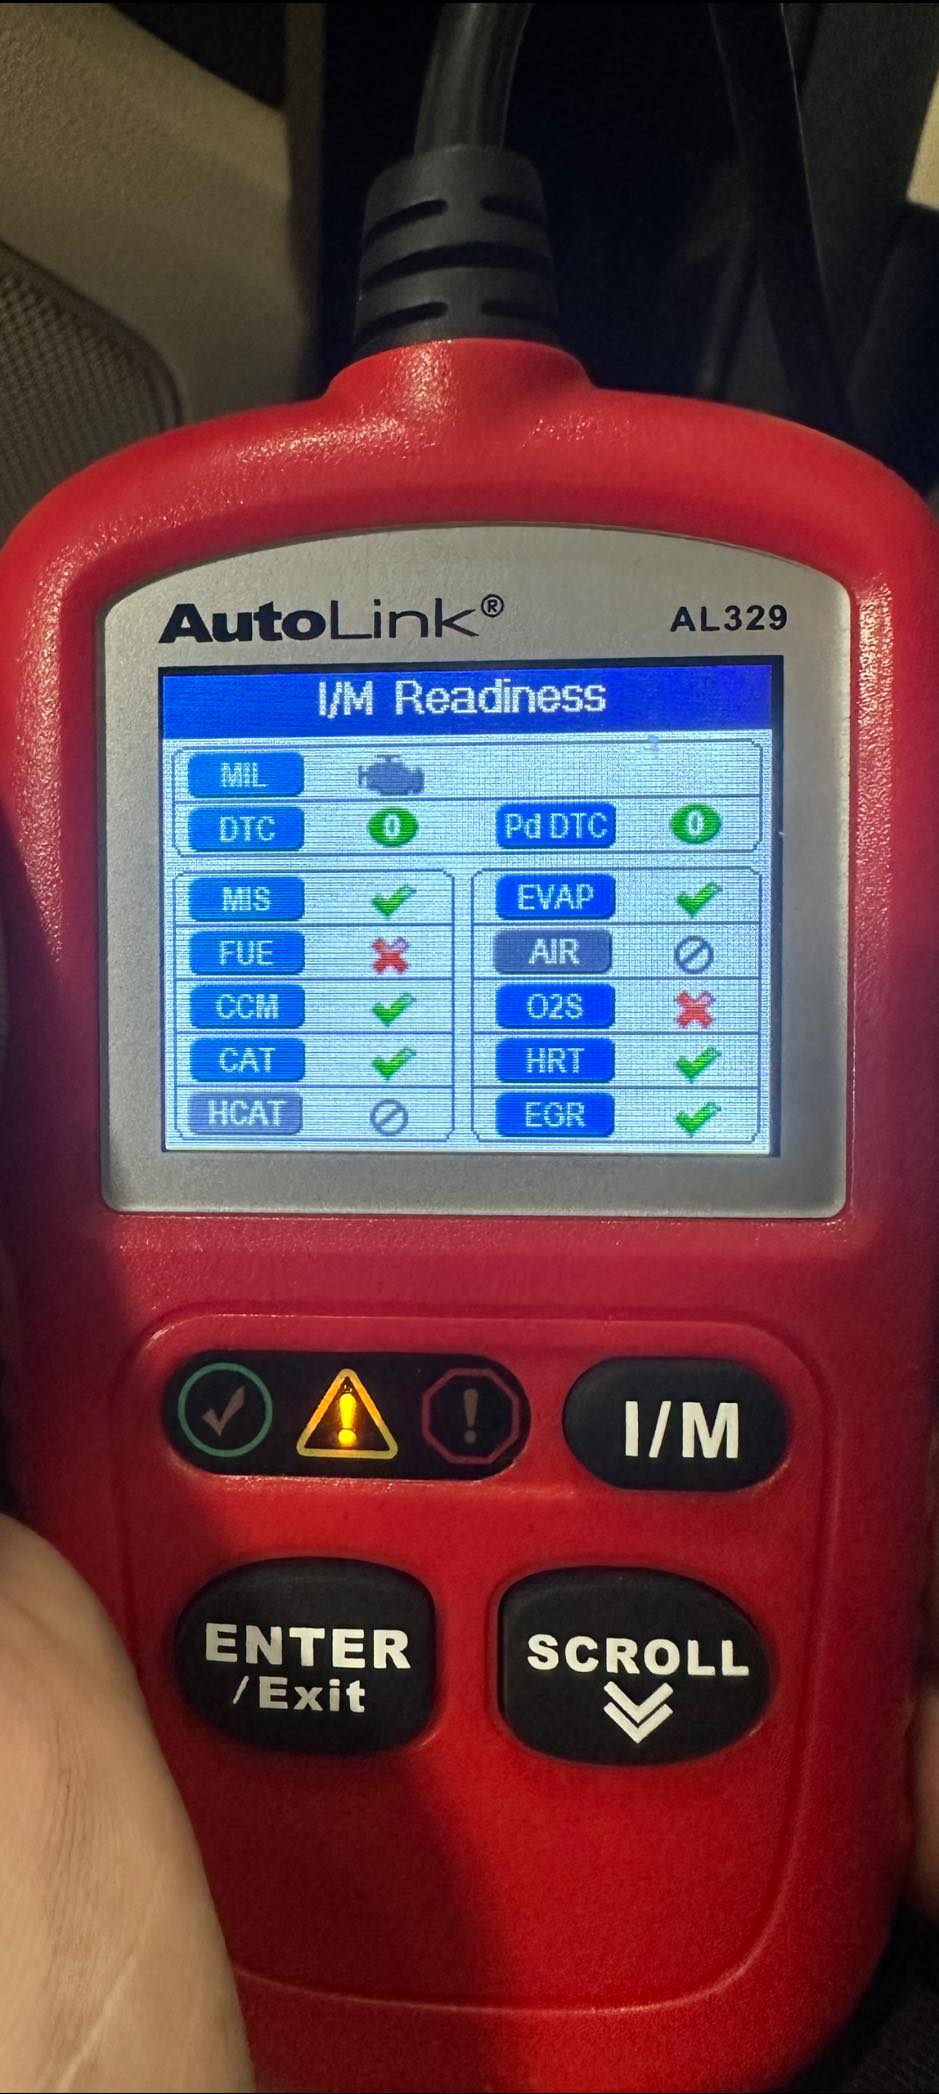 AutoLink® AL329
I/M Readiness
MIL
DTC 0 Pd DTC 0
MIS EVAP
FUE AIR
CCM O2S
CAT HRT
HCAT EGR
I/M
ENTER
/Exit
SCROLL